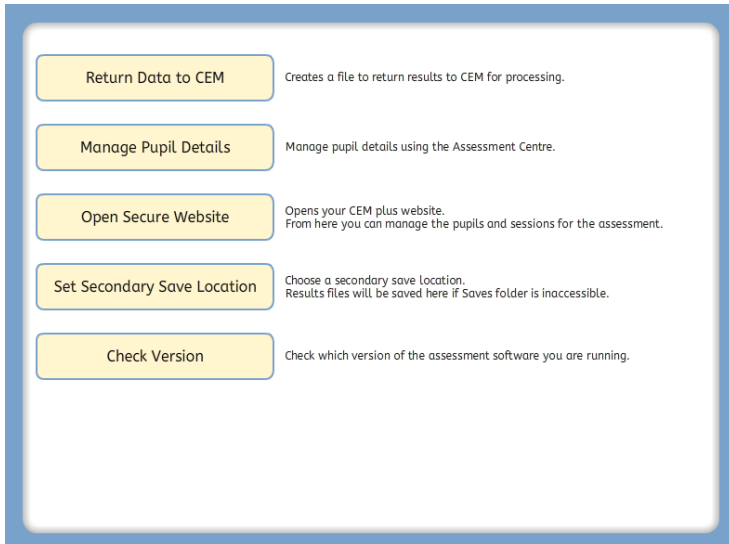 Return Data to CEM
Creates a file to return results to CEM for processing.
Manage Pupil Details
Manage pupil details using the Assessment Centre.
Open Secure Website
Opens your CEM plus website.
From here you can manage the pupils and sessions for the assessment.
Set Secondary Save Location
Choose a secondary save location.
Results files will be saved here if Saves folder is inaccessible.
Check Version
Check which version of the assessment software you are running.